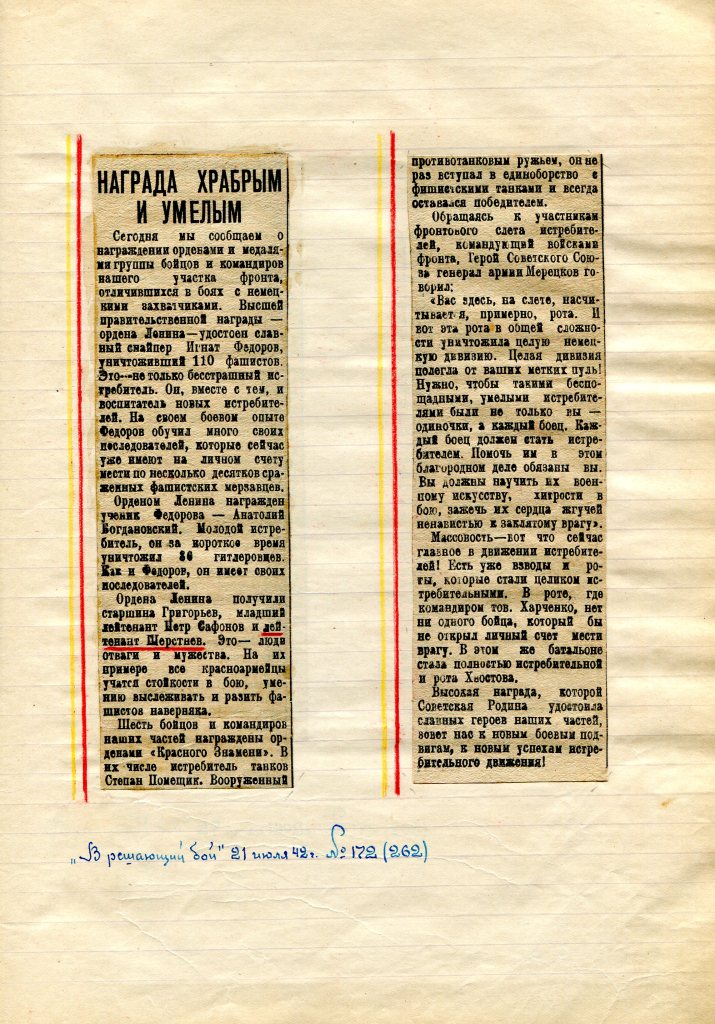 НАГРАДА ХРАБРЫМ
И УМЕЛЫМ
Сегодня мы сообщаем о
награждении орденами и медаля-
ми группы бойцов и командиров
нашего участка фронта,
отличившихся в боях с немец-
кими захватчиками. Высшей
правительственной награды —
ордена Ленина—удостоен слав-
ный снайпер Игнат Федоров,
уничтоживший 110 фашистов.
Это—не только бесстрашный ис-
требитель. Он, вместе с тем, и
воспитатель новых истребите-
лей. На своем боевом опыте
Федоров обучил много своих
последователей, которые сейчас
уже имеют на личном счету
мести по несколько десятков сра-
женных фашистских мерзавцев.
Орденом Ленина награжден
ученик Федорова — Анатолий
Богдановский. Молодой истре-
битель, он за короткое время
уничтожил 86 гитлеровцев.
Как и Федоров, он имеет своих
последователей.
Ордена Ленина получили
старшина Григорьев, младший
лейтенант Петр Сафонов и лей-
тенант Шерстнев. Это— люди
отваги и мужества. На их
примере все красноармейцы
учатся стойкости в бою, уме-
нию выслеживать и разить фа-
шистов наверняка.
Шесть бойцов и командиров
наших частей награждены ор-
денами «Красного Знамени». В
их числе истребитель танков
Степан Помещик. Вооруженный
противотанковым ружьем, он не
раз вступал в единоборство с
фашистскими танками и всегда
оставался победителем.
Обращаясь к участникам
фронтового слета истребите-
лей, командующий войсками
фронта, Герой Советского Сою-
за генерал армии Мерецков го-
ворил:
«Вас здесь, на слете, насчи-
тывается, примерно, рота. И
вот эта рота в общей сложно-
сти уничтожила целую немец-
кую дивизию. Целая дивизия
полегла от ваших метких пуль!
Нужно, чтобы такими беспо-
щадными, умелыми истребите-
лями были не только вы —
одиночки, а каждый боец. Каж-
дый боец должен стать истре-
бителем. Помочь им в этом
благородном деле обязаны вы.
Вы должны научить их воен-
ному искусству, хитрости в
бою, зажечь их сердца жгучей
ненавистью к заклятому врагу».
Массовость—вот что сейчас
главное в движении истребите-
лей! Есть уже взводы и ро-
ты, которые стали целиком ис-
требительными. В роте, где
командиром тов. Харченко, нет
ни одного бойца, который бы
не открыл личный счет мести
врагу. В этом же батальоне
стала полностью истребительной
и рота Хвостова.
Высокая награда, которой
Советская Родина удостоила
славных героев наших частей,
зовет нас к новым боевым под-
вигам, к новым успехам истре-
бительного движения!
„В решающий бой" 21 июля 42 г. № 172 (262)